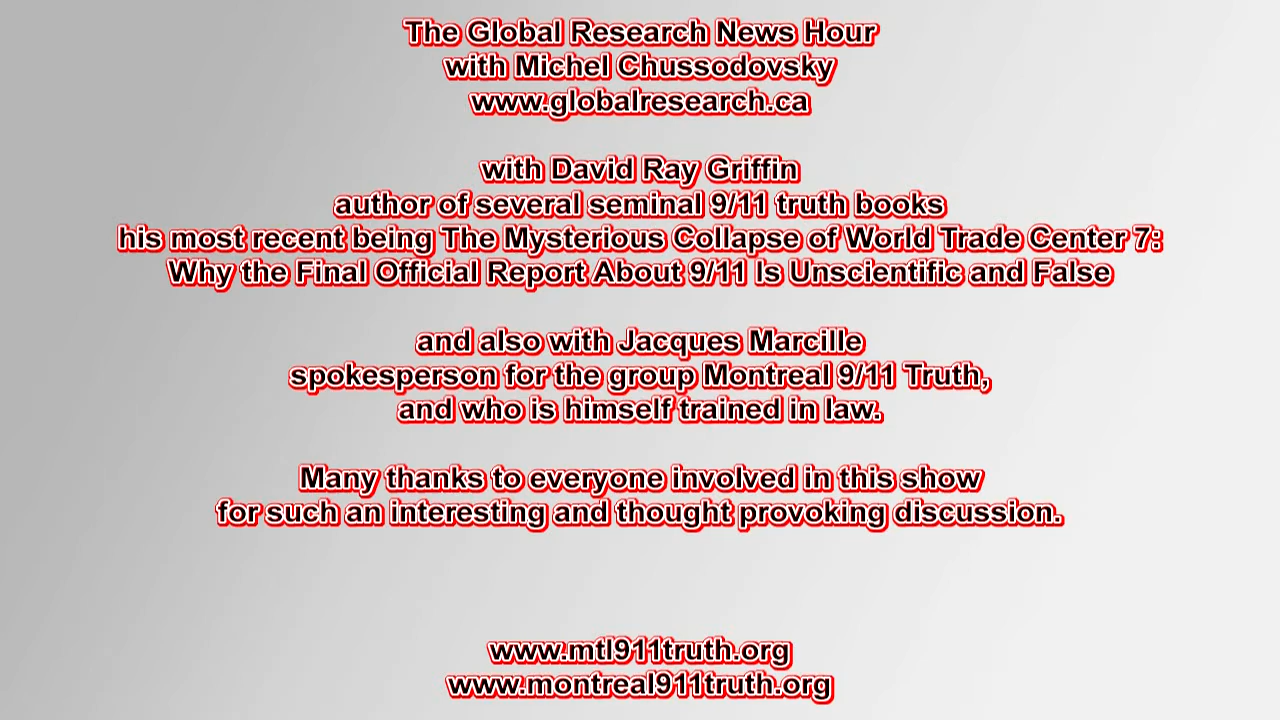 The Global Research News Hour
with Michel Chussodovsky
www.globalresearch.ca
with David Ray Griffin
author of several seminal 9/11 truth books
his most recent being The Mysterious Collapse of World Trade Center 7:
Why the Final Official Report About 9/11 Is Unscientific and False
and also with Jacques Marcille
spokesperson for the group Montreal 9/11 Truth,
and who is himself trained in law.
Many thanks to everyone involved in this show
for such an interesting and thought provoking discussion.
www.mtl911truth.org
www.montreal911truth.org